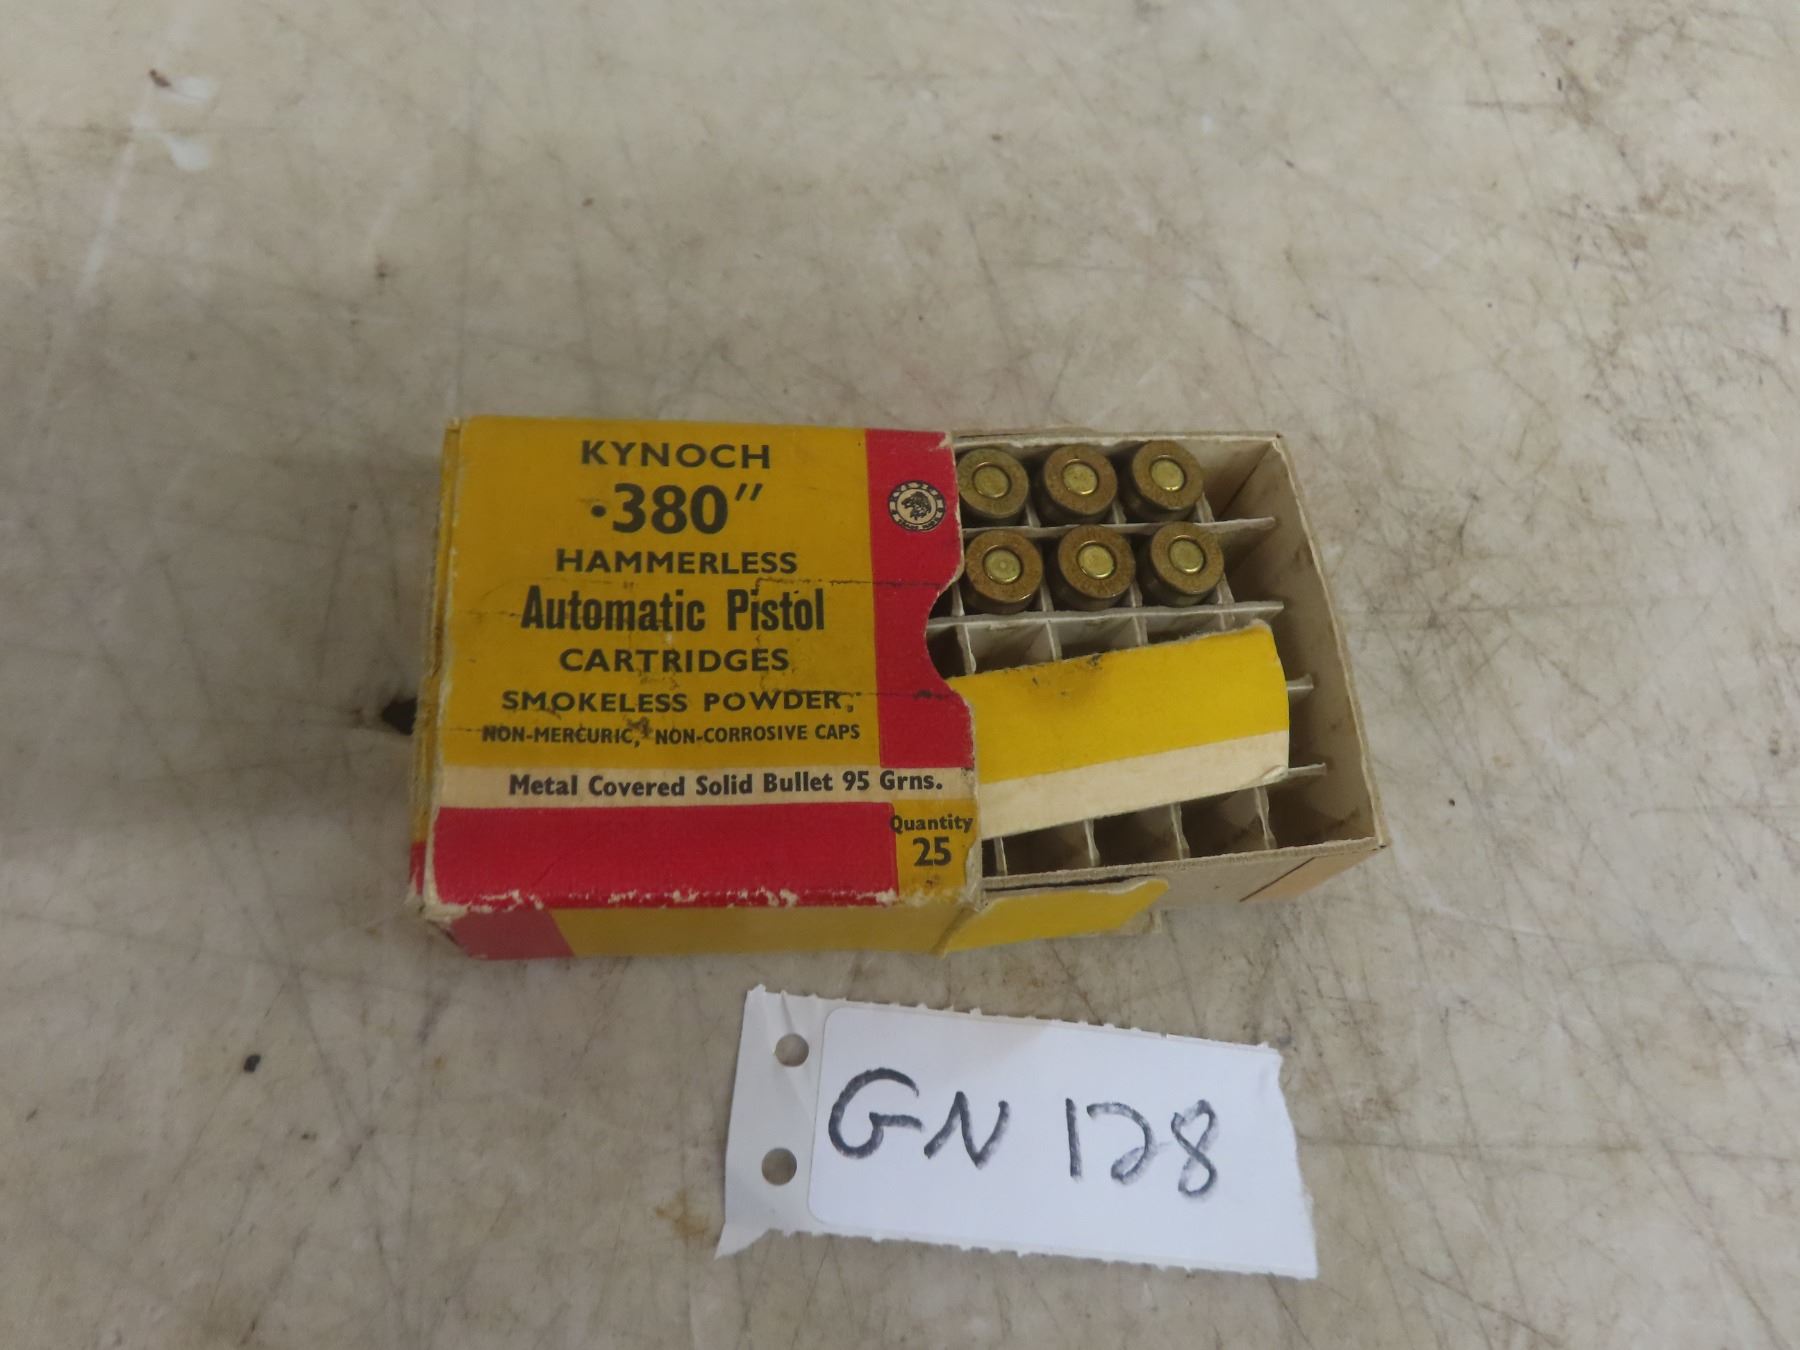 KYNOCH
·380"
HAMMERLESS
Automatic Pistol
CARTRIDGES
SMOKELESS POWDER,
NON-MERCURIC, NON-CORROSIVE CAPS
Metal Covered Solid Bullet 95 Grns.
Quantity
25
GN 128